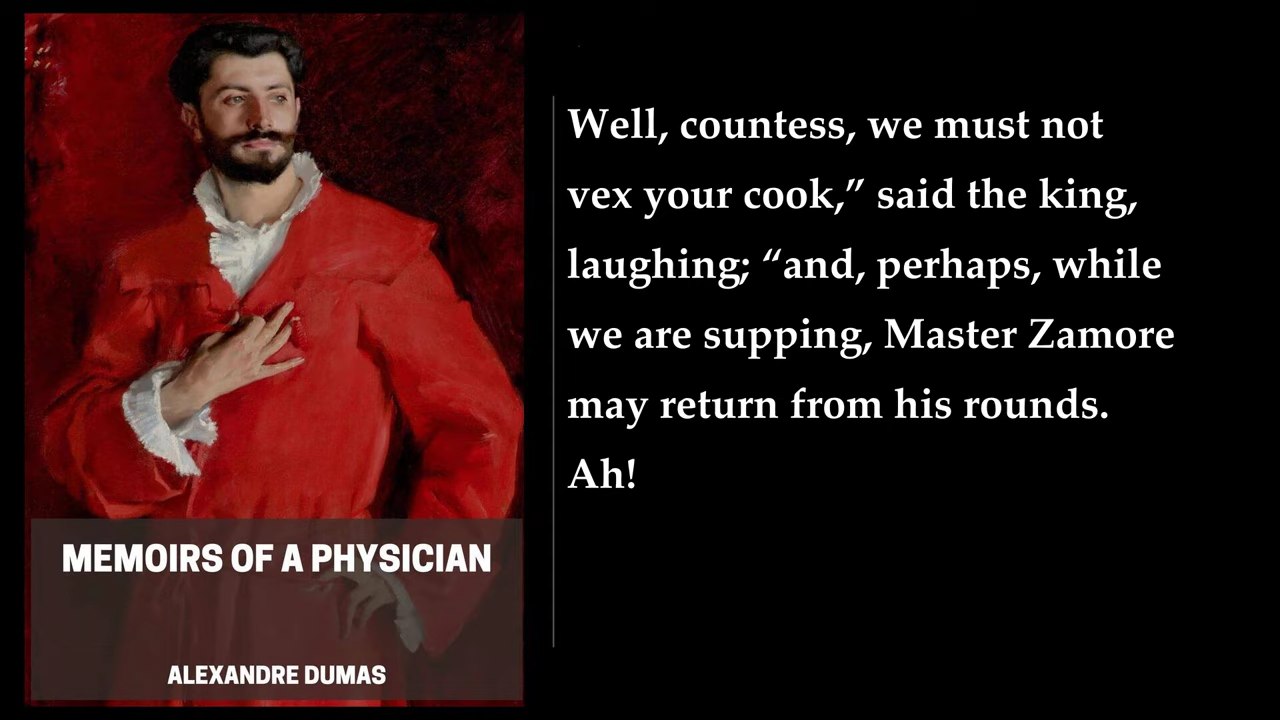 MEMOIRS OF A PHYSICIAN
ALEXANDRE DUMAS
Well, countess, we must not
vex your cook,” said the king,
laughing; “and, perhaps, while
we are supping, Master Zamore
may return from his rounds.
Ah!